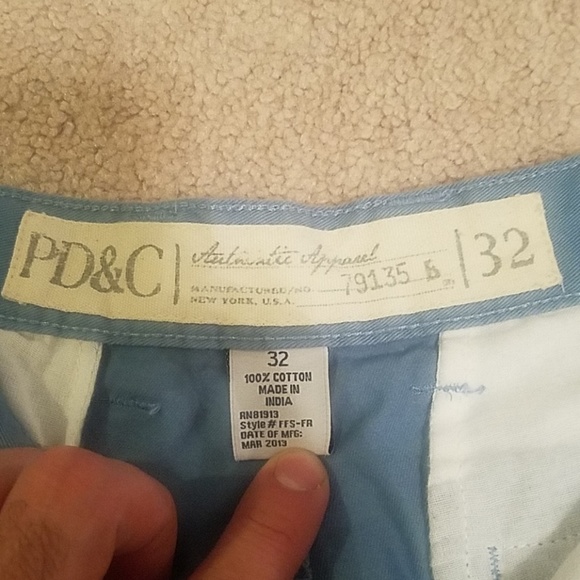 PD&C
Authentic Apparel
MANUFACTURED/NO. 79135 B
NEW YORK, U.S.A.
32
32
100% COTTON
MADE IN
INDIA
RN81913
Style # FFS-FR
DATE OF MFG:
MAR 2013